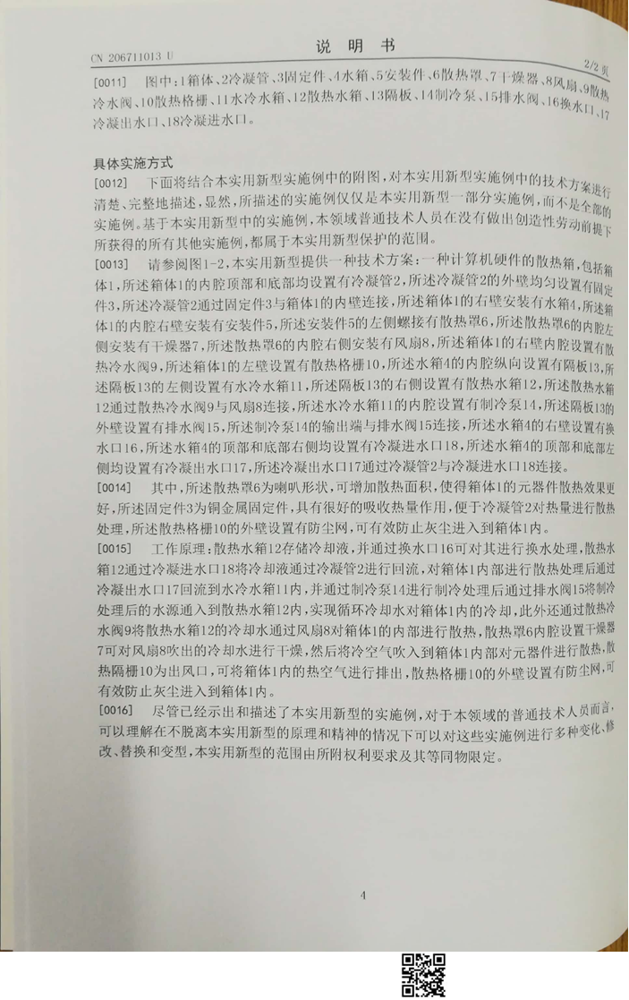 CN 206711013 U
说 明 书
2/2 页
[0011] 图中:1箱体、2冷凝管、3固定件、4水箱、5安装件、6散热罩、7干燥器、8风扇、9散热
冷水阀、10散热格栅、11水冷水箱、12散热水箱、13隔板、14制冷泵、15排水阀、16换水口、17
冷凝出水口、18冷凝进水口。
具体实施方式
[0012] 下面将结合本实用新型实施例中的附图,对本实用新型实施例中的技术方案进行
清楚、完整地描述,显然,所描述的实施例仅仅是本实用新型一部分实施例,而不是全部的
实施例。基于本实用新型中的实施例,本领域普通技术人员在没有做出创造性劳动前提下
所获得的所有其他实施例,都属于本实用新型保护的范围。
[0013] 请参阅图1-2,本实用新型提供一种技术方案:一种计算机硬件的散热箱,包括箱
体1,所述箱体1的内腔顶部和底部均设置有冷凝管2,所述冷凝管2的外壁均匀设置有固定
件3,所述冷凝管2通过固定件3与箱体1的内壁连接,所述箱体1的右壁安装有水箱4,所述箱
体1的内腔右壁安装有安装件5,所述安装件5的左侧螺接有散热罩6,所述散热罩6的内腔左
侧安装有干燥器7,所述散热罩6的内腔右侧安装有风扇8,所述箱体1的右壁内腔设置有散
热冷水阀9,所述箱体1的左壁设置有散热格栅10,所述水箱4的内腔纵向设置有隔板13,所
述隔板13的左侧设置有水冷水箱11,所述隔板13的右侧设置有散热水箱12,所述散热水箱
12通过散热冷水阀9与风扇8连接,所述水冷水箱11的内腔设置有制冷泵14,所述隔板13的
外壁设置有排水阀15,所述制冷泵14的输出端与排水阀15连接,所述水箱4的右壁设置有换
水口16,所述水箱4的顶部和底部右侧均设置有冷凝进水口18,所述水箱4的顶部和底部左
侧均设置有冷凝出水口17,所述冷凝出水口17通过冷凝管2与冷凝进水口18连接。
[0014] 其中,所述散热罩6为喇叭形状,可增加散热面积,使得箱体1的元器件散热效果更
好,所述固定件3为铜金属固定件,具有很好的吸收热量作用,便于冷凝管2对热量进行散热
处理,所述散热格栅10的外壁设置有防尘网,可有效防止灰尘进入到箱体1内。
[0015] 工作原理:散热水箱12存储冷却液,并通过换水口16可对其进行换水处理,散热水
箱12通过冷凝进水口18将冷却液通过冷凝管2进行回流,对箱体1内部进行散热处理后通过
冷凝出水口17回流到水冷水箱11内,并通过制冷泵14进行制冷处理后通过排水阀15将制冷
处理后的水源通入到散热水箱12内,实现循环冷却水对箱体1内的冷却,此外还通过散热冷
水阀9将散热水箱12的冷却水通过风扇8对箱体1的内部进行散热,散热罩6内腔设置干燥器
7可对风扇8吹出的冷却水进行干燥,然后将冷空气吹入到箱体1内部对元器件进行散热,散
热隔栅10为出风口,可将箱体1内的热空气进行排出,散热格栅10的外壁设置有防尘网,可
有效防止灰尘进入到箱体1内。
[0016] 尽管已经示出和描述了本实用新型的实施例,对于本领域的普通技术人员而言,
可以理解在不脱离本实用新型的原理和精神的情况下可以对这些实施例进行多种变化、修
改、替换和变型,本实用新型的范围由所附权利要求及其等同物限定。
4